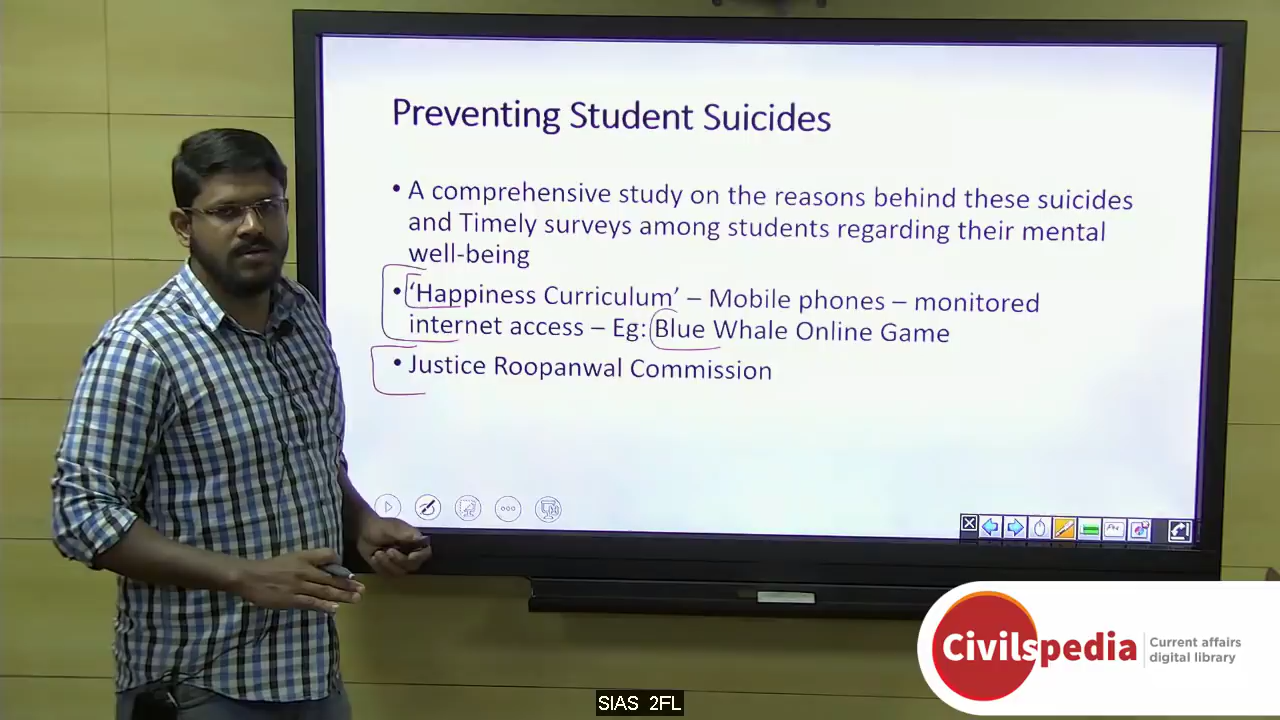 Preventing Student Suicides
• A comprehensive study on the reasons behind these suicides
and Timely surveys among students regarding their mental
well-being
• ‘Happiness Curriculum’ – Mobile phones – monitored
internet access – Eg: Blue Whale Online Game
• Justice Roopanwal Commission
Civilspedia
Current affairs
digital library
SIAS 2FL